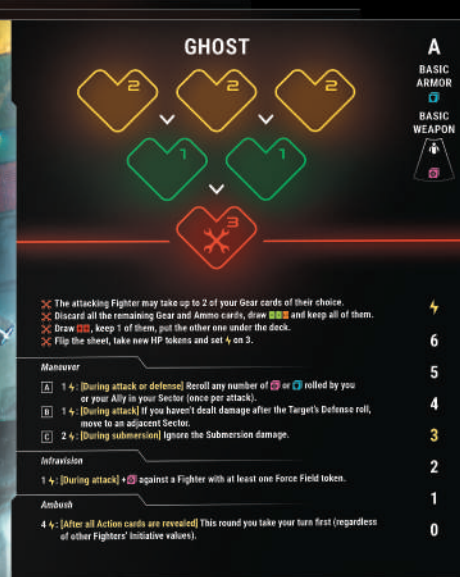 GHOST
A
BASIC
ARMOR
BASIC
WEAPON
2 2 2
1 1
3
The attacking Fighter may take up to 2 of your Gear cards of their choice.
Discard all the remaining Gear and Ammo cards, draw and keep all of them.
Draw , keep 1 of them, put the other one under the deck.
Flip the sheet, take new HP tokens and set on 3.
Maneuver
A 1 : [During attack or defense] Reroll any number of or rolled by you
or your Ally in your Sector (once per attack).
B 1 : [During attack] If you haven't dealt damage after the Target's Defense roll,
move to an adjacent Sector.
C 2 : [During submersion] Ignore the Submersion damage.
Infravision
1 : [During attack] + against a Fighter with at least one Force Field token.
Ambush
4 : [After all Action cards are revealed] This round you take your turn first (regardless
of other Fighters' Initiative values).
6
5
4
3
2
1
0